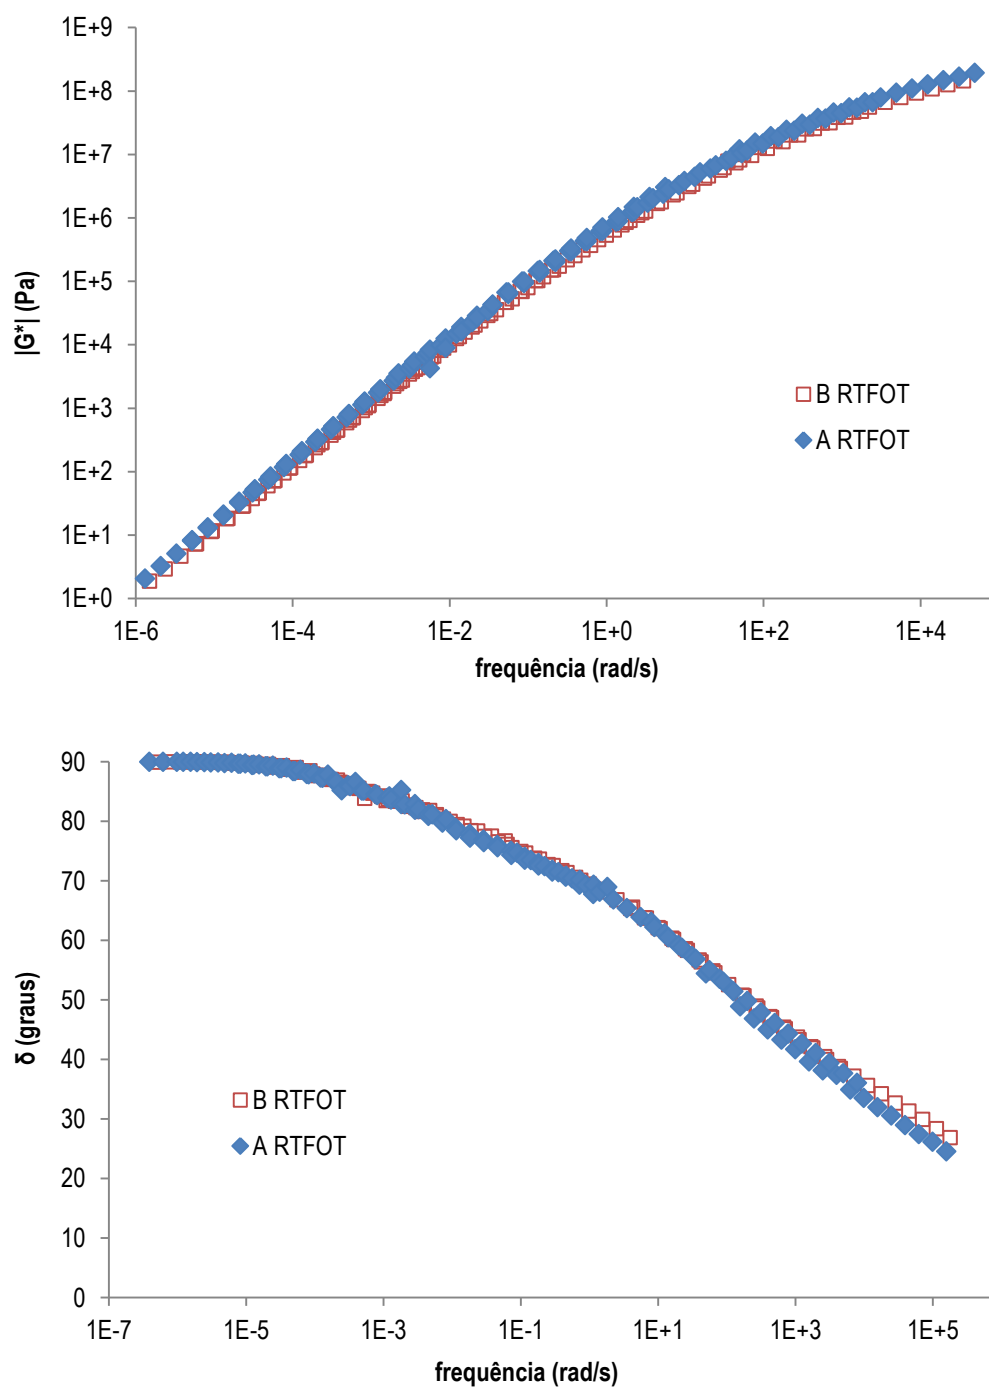 1E+9
1E+8
1E+7
1E+6
1E+5
1E+4
1E+3
1E+2
1E+1
1E+0
|G*| (Pa)
B RTFOT
A RTFOT
1E-6 1E-4 1E-2 1E+0 1E+2 1E+4
frequência (rad/s)
90
80
70
60
50
40
30
20
10
0
δ (graus)
B RTFOT
A RTFOT
1E-7 1E-5 1E-3 1E-1 1E+1 1E+3 1E+5
frequência (rad/s)